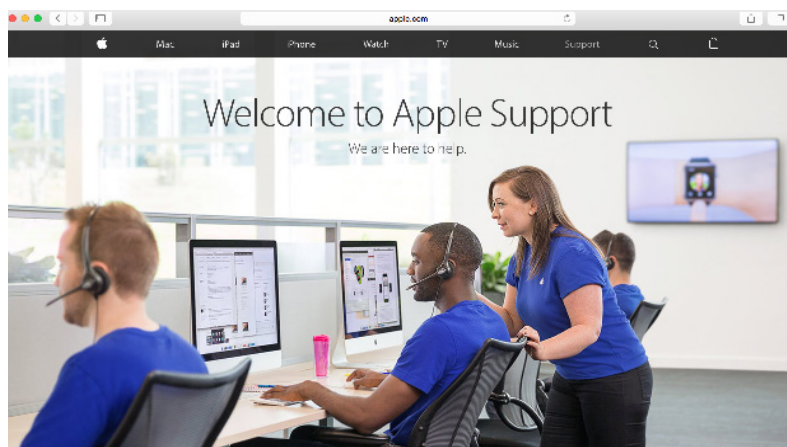 apple.com
Mac iPad iPhone Watch TV Music Support
Welcome to Apple Support
We are here to help.